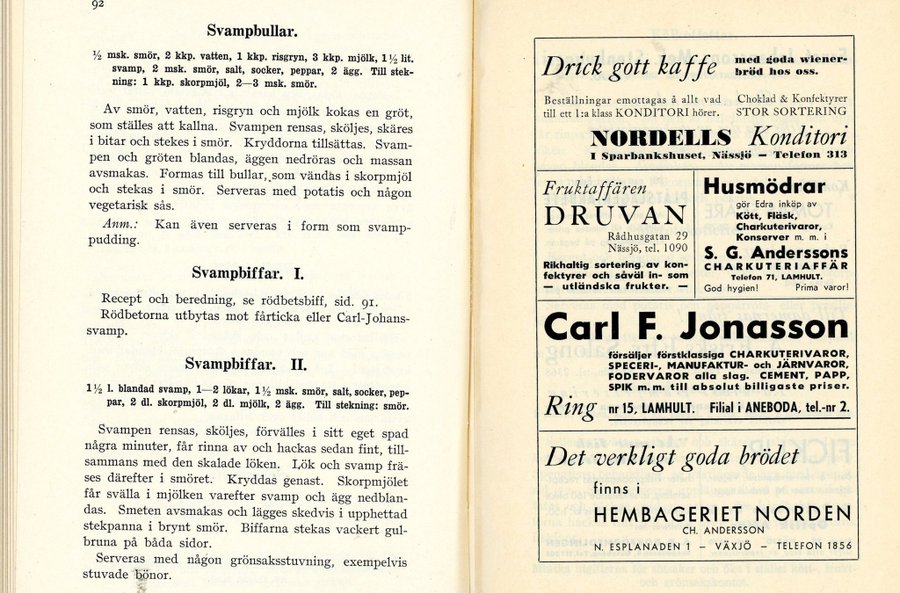 92
Svampbullar.
½ msk. smör, 2 kkp. vatten, 1 kkp. risgryn, 3 kkp. mjölk, 1½ lit.
svamp, 2 msk. smör, salt, socker, peppar, 2 ägg. Till stek-
ning: 1 kkp. skorpmjöl, 2—3 msk. smör.
Av smör, vatten, risgryn och mjölk kokas en gröt,
som ställes att kallna. Svampen rensas, sköljes, skäres
i bitar och stekes i smör. Kryddorna tillsättas. Svam-
pen och gröten blandas, äggen nedröras och massan
avsmakas. Formas till bullar, som vändas i skorpmjöl
och stekas i smör. Serveras med potatis och någon
vegetarisk sås.
Anm.: Kan även serveras i form som svamp-
pudding.
Svampbiffar. I.
Recept och beredning, se rödbetsbiff, sid. 91.
Rödbetorna utbytas mot fårticka eller Carl-Johans-
svamp.
Svampbiffar. II.
1½ l. blandad svamp, 1—2 lökar, 1½ msk. smör, salt, socker, pep-
par, 2 dl. skorpmjöl, 2 dl. mjölk, 2 ägg. Till stekning: smör.
Svampen rensas, sköljes, förvälles i sitt eget spad
några minuter, får rinna av och hackas sedan fint, till-
sammans med den skalade löken. Lök och svamp frä-
ses därefter i smöret. Kryddas genast. Skorpmjölet
får svälla i mjölken varefter svamp och ägg nedblan-
das. Smeten avsmakas och lägges skedvis i upphettad
stekpanna i brynt smör. Biffarna stekas vackert gul-
bruna på båda sidor.
Serveras med någon grönsaksstuvning, exempelvis
stuvade bönor.
Drick gott kaffe med goda wiener-
bröd hos oss.
Beställningar emottagas å allt vad
till ett 1:a klass KONDITORI hörer.
Choklad & Konfektyrer
STOR SORTERING
NORDELLS Konditori
I Sparbankshuset, Nässjö — Telefon 313
Fruktaffären
DRUVAN
Rådhusgatan 29
Nässjö, tel. 1090
Rikhaltig sortering av kon-
fektyrer och såväl in- som
— utländska frukter. —
Husmödrar
gör Edra inköp av
Kött, Fläsk,
Charkuterivaror,
Konserver m. m. i
S. G. Anderssons
CHARKUTERIAFFÄR
Telefon 71, LAMHULT.
God hygien! Prima varor!
Carl F. Jonasson
försäljer förstklassiga CHARKUTERIVAROR,
SPECERI-, MANUFAKTUR- och JÄRNVAROR,
FODERVAROR alla slag. CEMENT, PAPP,
SPIK m. m. till absolut billigaste priser.
Ring nr 15, LAMHULT. Filial i ANEBODA, tel.-nr 2.
Det verkligt goda brödet
finns i
HEMBAGERIET NORDEN
CH. ANDERSSON
N. ESPLANADEN 1 – VÄXJÖ – TELEFON 1856